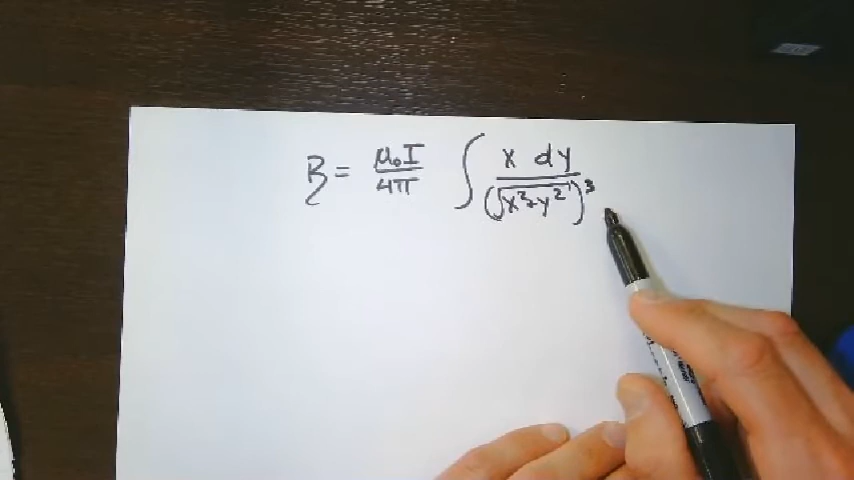 B = μ₀I/4π ∫ x dy/(√x²+y²)³